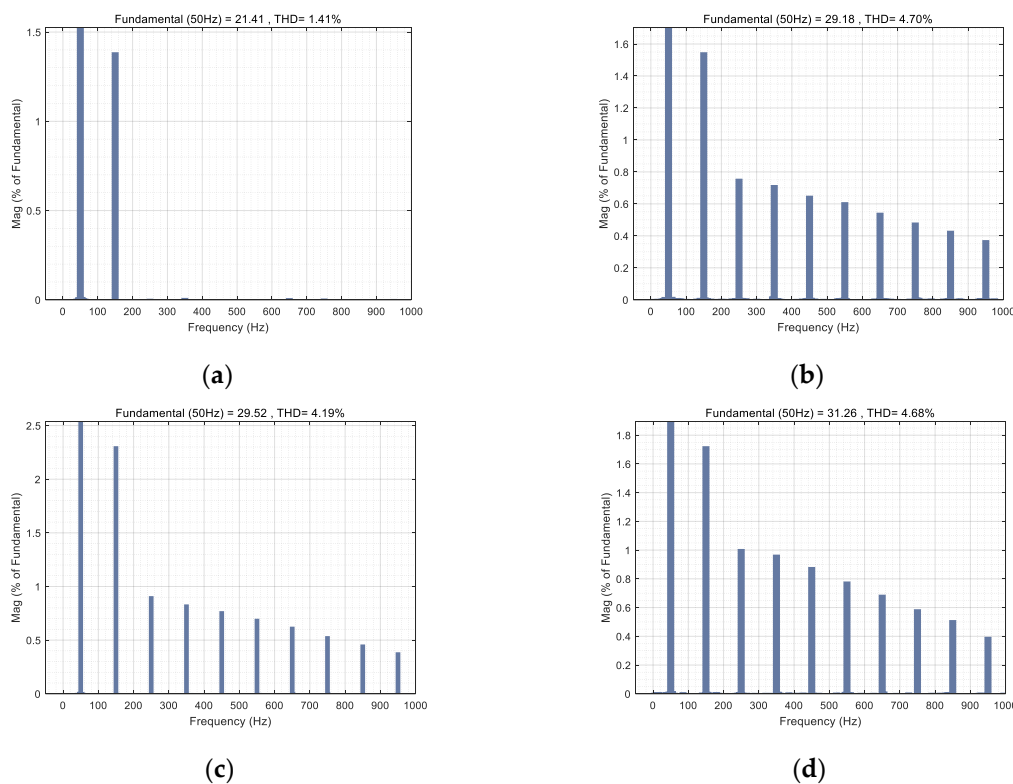 Fundamental (50Hz) = 21.41 , THD= 1.41%
1.5
1
0.5
0
0 100 200 300 400 500 600 700 800 900 1000
Mag (% of Fundamental)
Frequency (Hz)
(a)
Fundamental (50Hz) = 29.18 , THD= 4.70%
1.6
1.4
1.2
1
0.8
0.6
0.4
0.2
0
0 100 200 300 400 500 600 700 800 900 1000
Mag (% of Fundamental)
Frequency (Hz)
(b)
Fundamental (50Hz) = 29.52 , THD= 4.19%
2.5
2
1.5
1
0.5
0
0 100 200 300 400 500 600 700 800 900 1000
Mag (% of Fundamental)
Frequency (Hz)
(c)
Fundamental (50Hz) = 31.26 , THD= 4.68%
1.8
1.6
1.4
1.2
1
0.8
0.6
0.4
0.2
0
0 100 200 300 400 500 600 700 800 900 1000
Mag (% of Fundamental)
Frequency (Hz)
(d)